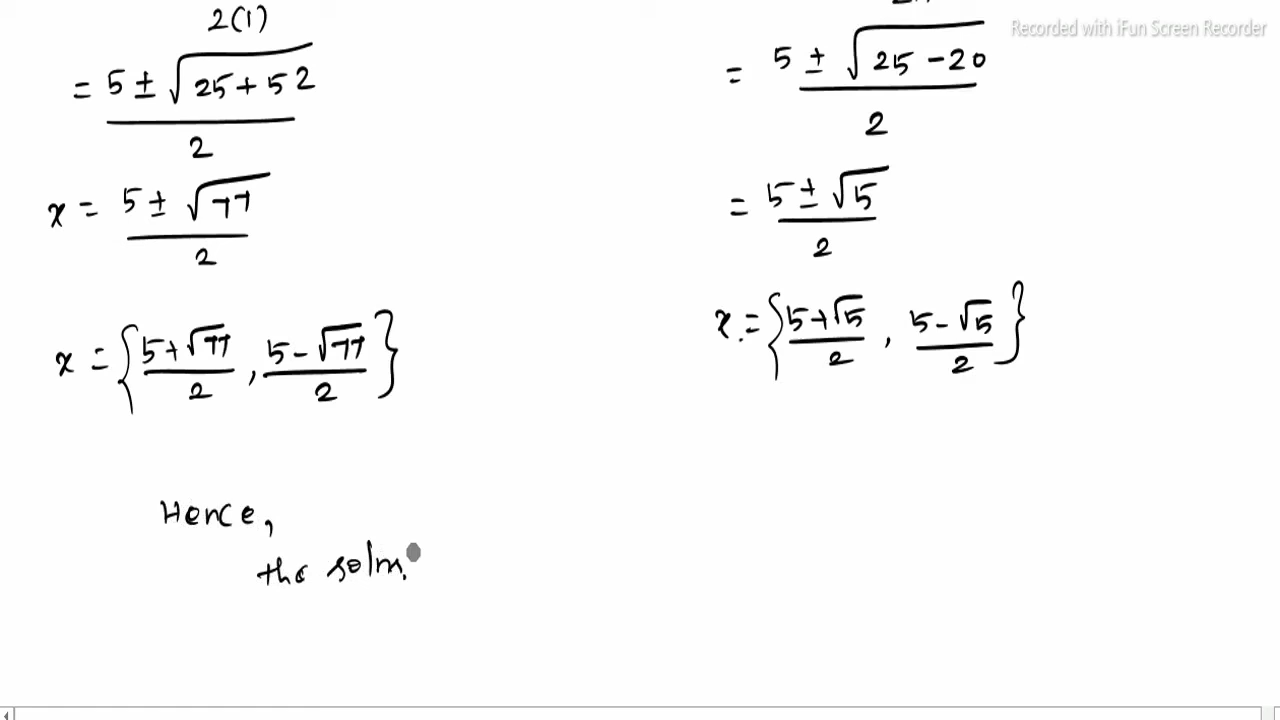 2(1)
= 5 ± √25 + 52
2
x = 5 ± √77
2
x = { 5+√77 / 2 , 5-√77 / 2 }
Hence,
the soln.
Recorded with iFun Screen Recorder
= 5 ± √25 - 20
2
= 5 ± √5
2
x = { 5+√5 / 2 , 5-√5 / 2 }